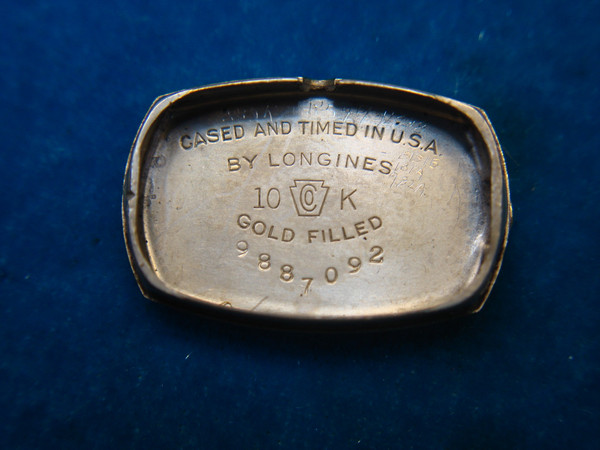 CASED AND TIMED IN U.S.A.
BY LONGINES
10 C K
GOLD FILLED
9887092